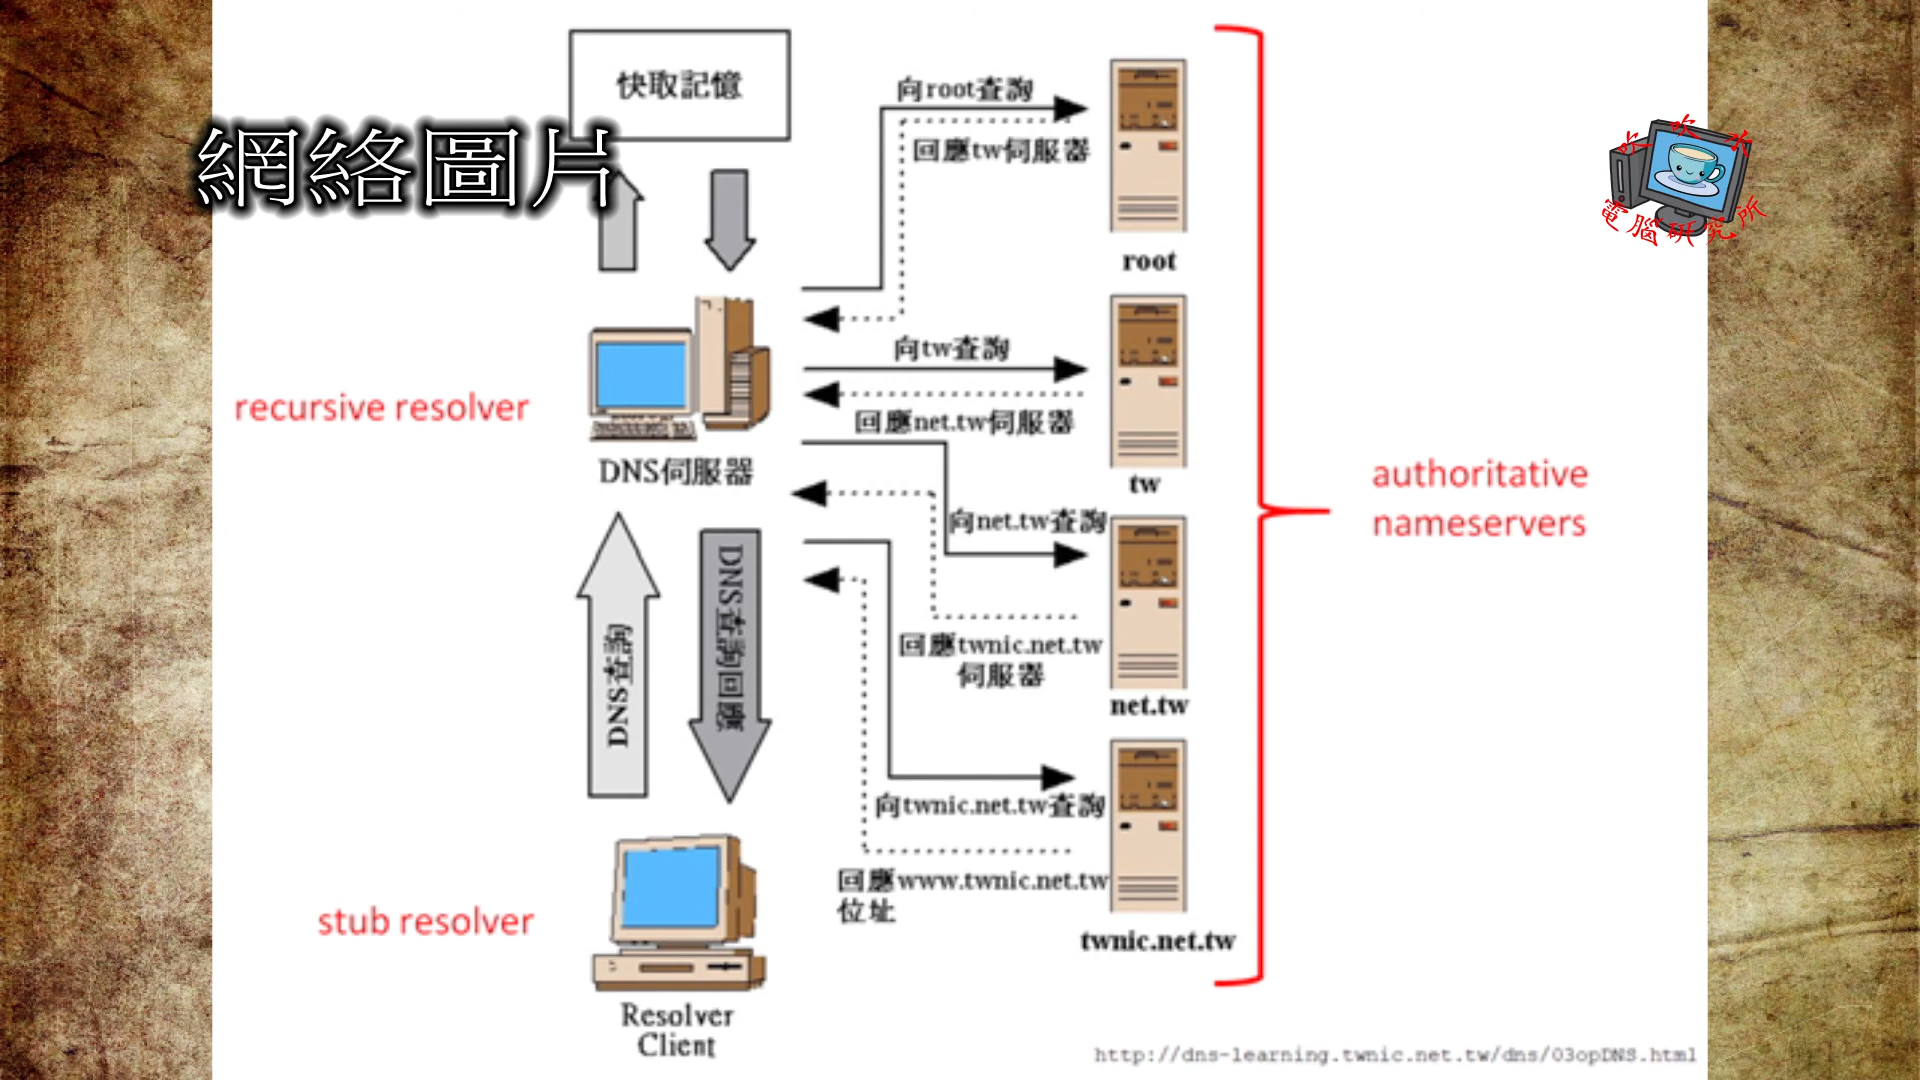 快取記憶
網絡圖片
向root查詢
回應tw伺服器
吹吹水
電腦研究所
root
向tw查詢
回應net.tw伺服器
recursive resolver
DNS伺服器
tw
authoritative
nameservers
向net.tw查詢
DNS查詢
DNS查詢回應
回應twnic.net.tw
伺服器
net.tw
向twnic.net.tw查詢
回應www.twnic.net.tw
位址
stub resolver
twnic.net.tw
Resolver
Client
http://dns-learning.twnic.net.tw/dns/03opDNS.html